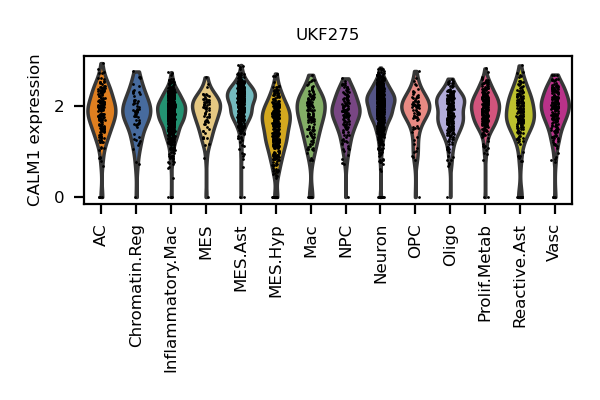 UKF275
CALM1 expression
2
0
AC
Chromatin.Reg
Inflammatory.Mac
MES
MES.Ast
MES.Hyp
Mac
NPC
Neuron
OPC
Oligo
Prolif.Metab
Reactive.Ast
Vasc